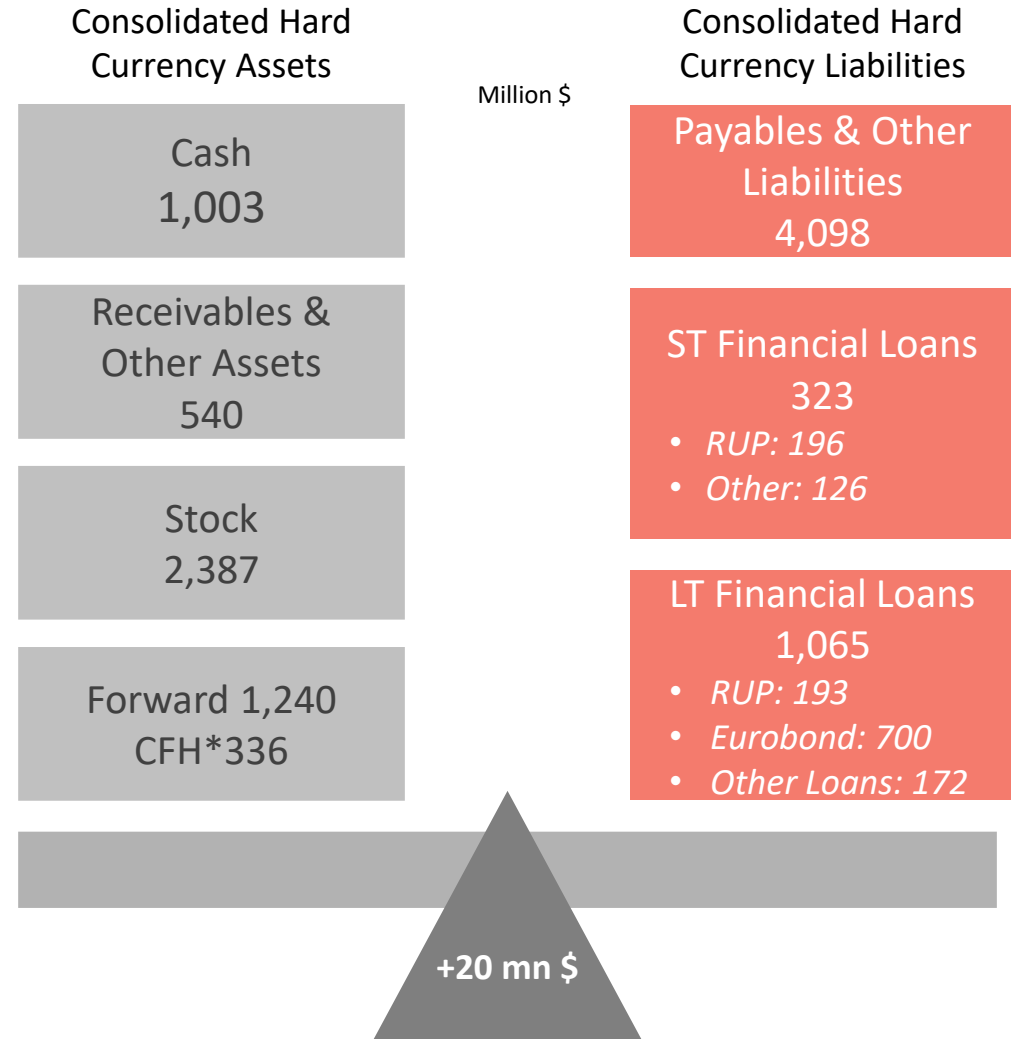 Consolidated Hard
Currency Assets
Cash
1,003
Receivables &
Other Assets
540
Stock
2,387
Forward 1,240
CFH*336
Million $
Consolidated Hard
Currency Liabilities
Payables & Other
Liabilities
4,098
ST Financial Loans
323
• RUP: 196
• Other: 126
LT Financial Loans
1,065
• RUP: 193
• Eurobond: 700
• Other Loans: 172
+20 mn $